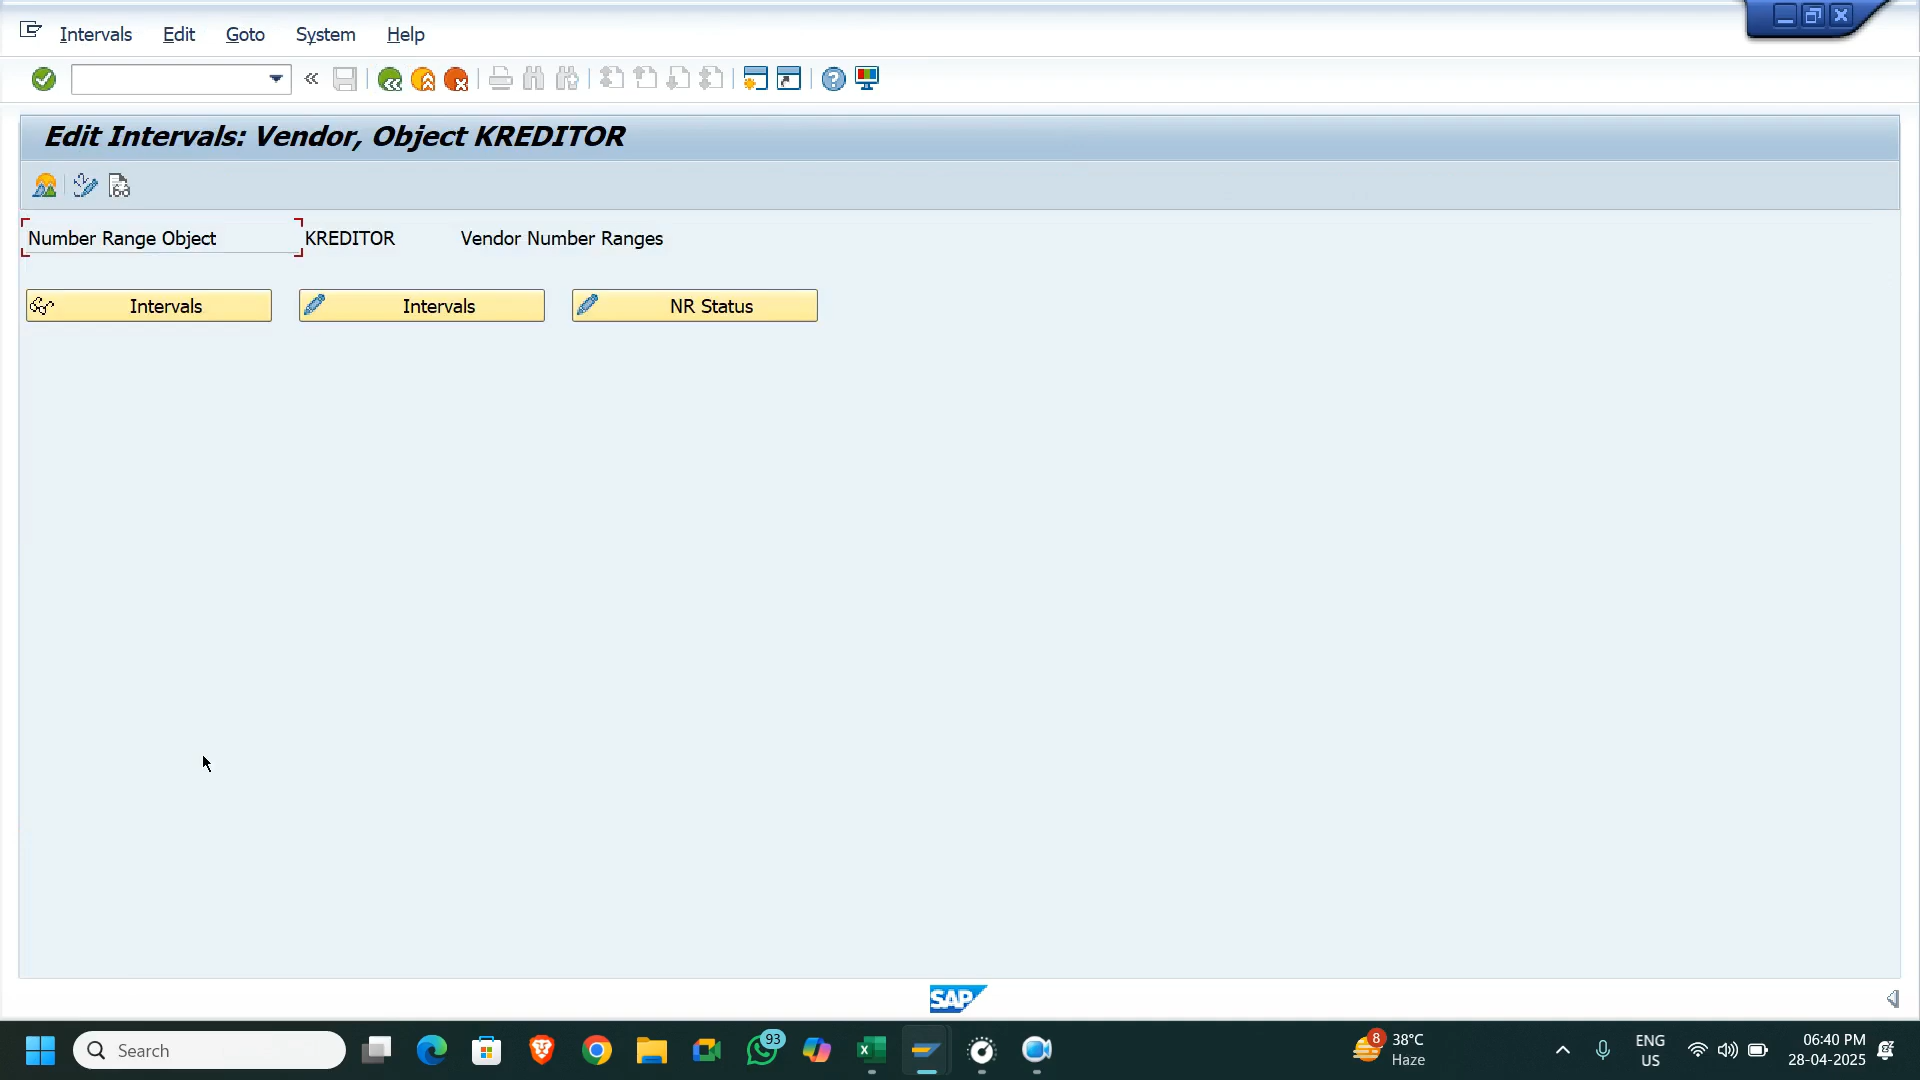 Intervals Edit Goto System Help
Edit Intervals: Vendor, Object KREDITOR
Number Range Object KREDITOR Vendor Number Ranges
Intervals Intervals NR Status
SAP
Search 93 8 38°C ENG 06:40 PM
Haze US 28-04-2025